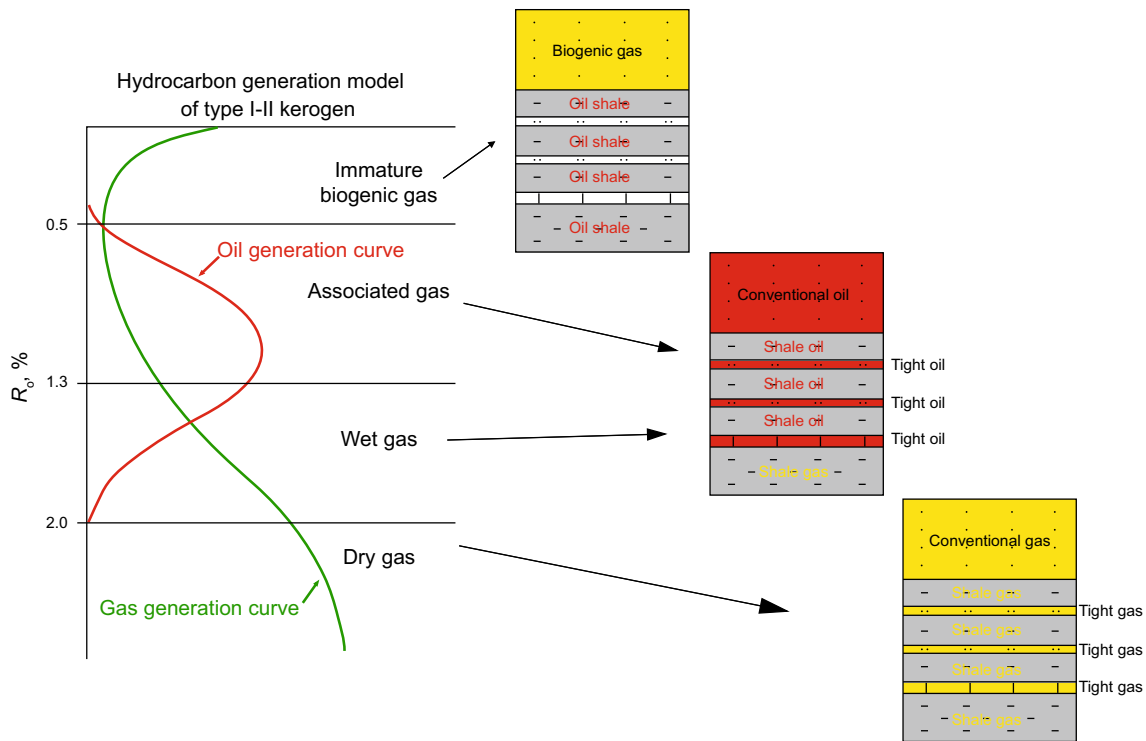 Hydrocarbon generation model
of type I-II kerogen
Immature
biogenic gas
0.5
Oil generation curve
Associated gas
1.3
Ro, %
Wet gas
2.0
Dry gas
Gas generation curve
Biogenic gas
Oil shale
Oil shale
Oil shale
Oil shale
Conventional oil
Shale oil
Tight oil
Shale oil
Tight oil
Shale oil
Tight oil
Shale gas
Conventional gas
Shale gas
Tight gas
Shale gas
Tight gas
Shale gas
Tight gas
Shale gas